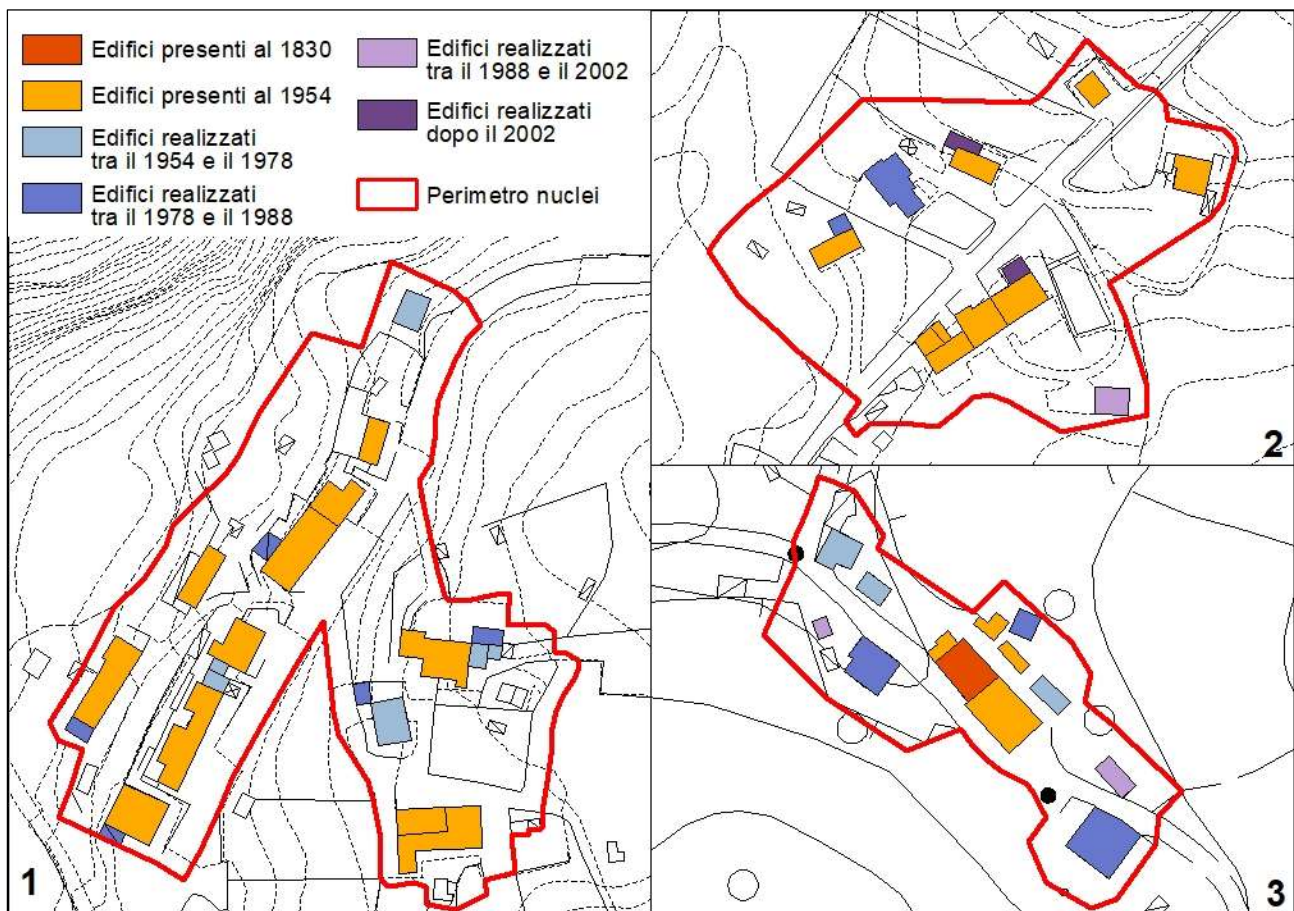 Edifici presenti al 1830
Edifici presenti al 1954
Edifici realizzati
tra il 1954 e il 1978
Edifici realizzati
tra il 1978 e il 1988
Edifici realizzati
tra il 1988 e il 2002
Edifici realizzati
dopo il 2002
Perimetro nuclei
1
2
3